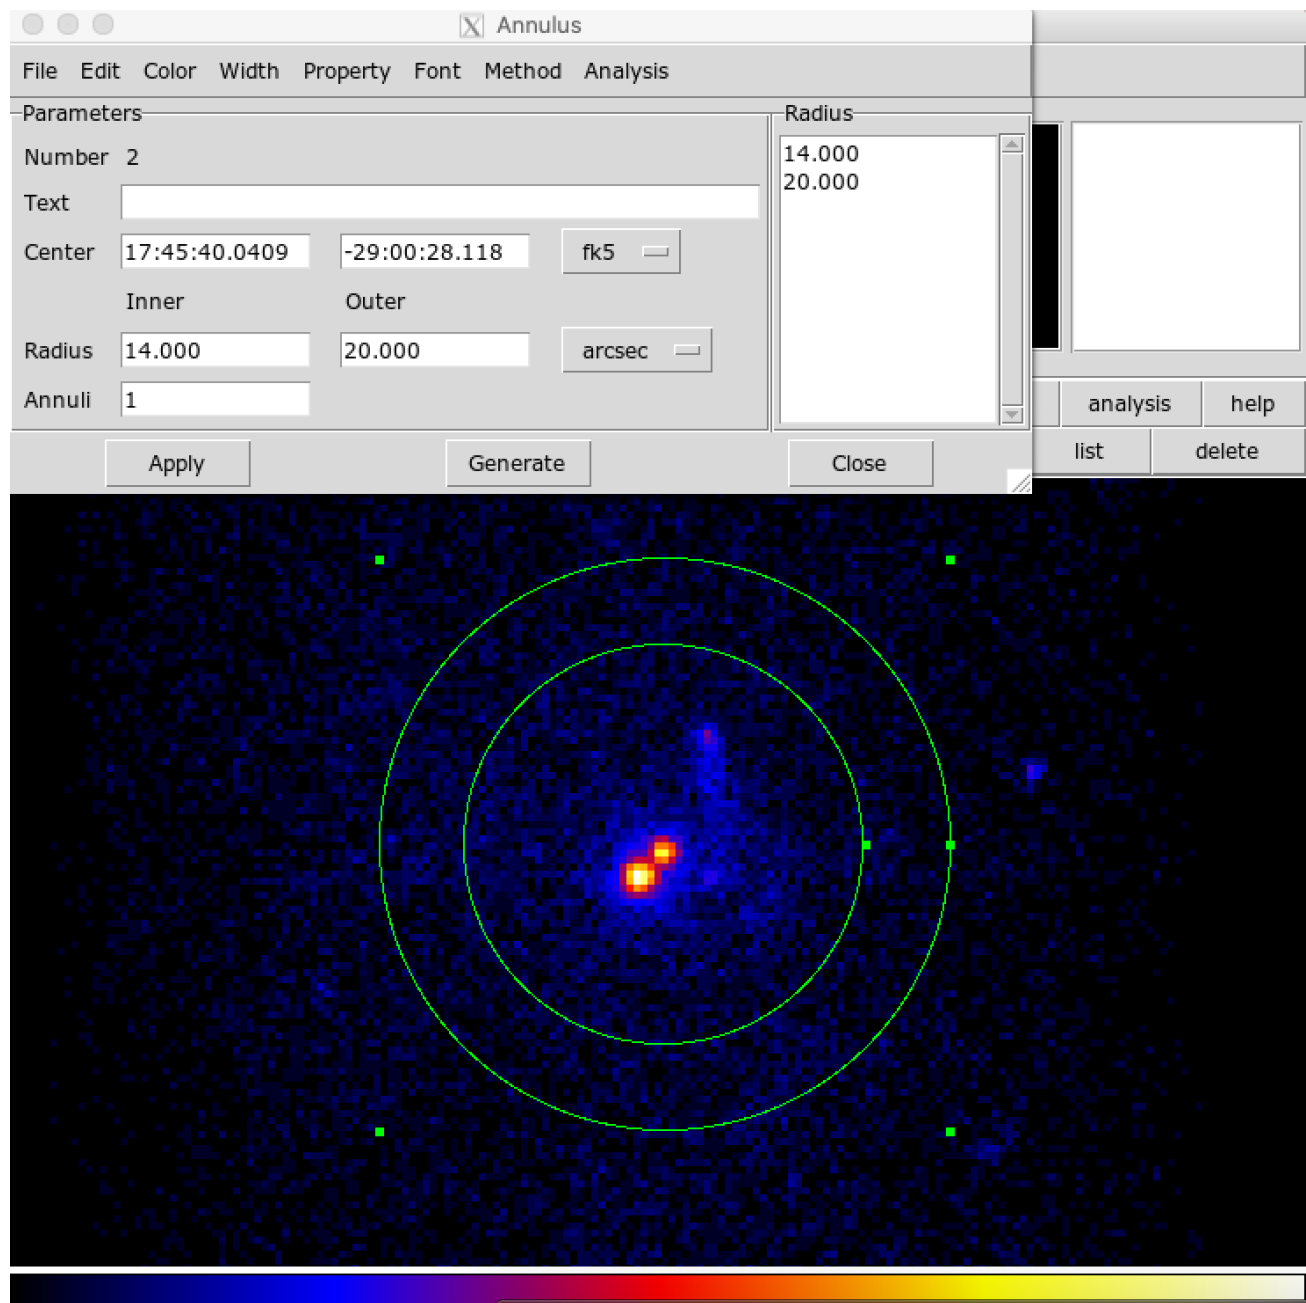 Annulus
File Edit Color Width Property Font Method Analysis
Parameters
Number 2
Text
Center 17:45:40.0409 -29:00:28.118 fk5
Inner Outer
Radius 14.000 20.000 arcsec
Annuli 1
Radius
14.000
20.000
Apply Generate Close
analysis help
list delete